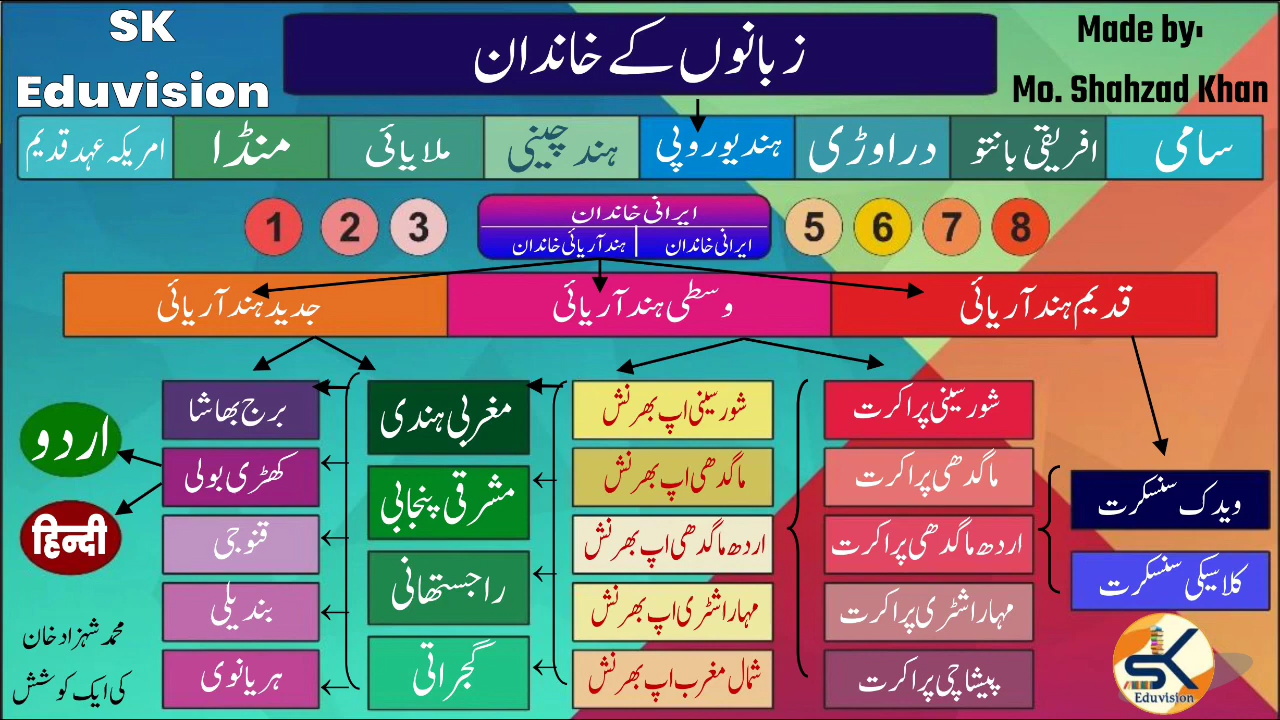 SK
Eduvision
زبانوں کے خاندان
Made by:
Mo. Shahzad Khan
سامی
افریقی بانتو
دراوڑی
ہند یوروپی
ہند چینی
ملایائی
منڈا
امریکہ عہد قدیم
1
2
3
ایرانی خاندان
ایرانی خاندان
ہند آریائی خاندان
5
6
7
8
قدیم ہند آریائی
وسطی ہند آریائی
جدید ہند آریائی
ویدک سنسکرت
کلاسیکی سنسکرت
شورسینی پراکرت
ماگدھی پراکرت
اردھ ماگدھی پراکرت
مہاراشٹری پراکرت
پیشاچی پراکرت
شورسینی اپ بھرنش
ماگدھی اپ بھرنش
اردھ ماگدھی اپ بھرنش
مہاراشٹری اپ بھرنش
شمال مغرب اپ بھرنش
مغربی ہندی
مشرقی پنجابی
راجستھانی
گجراتی
برج بھاشا
کھڑی بولی
قنوجی
بندیلی
ہریانوی
اردو
हिन्दी
محمد شہزاد خان
کی ایک کوشش
SK
Eduvision